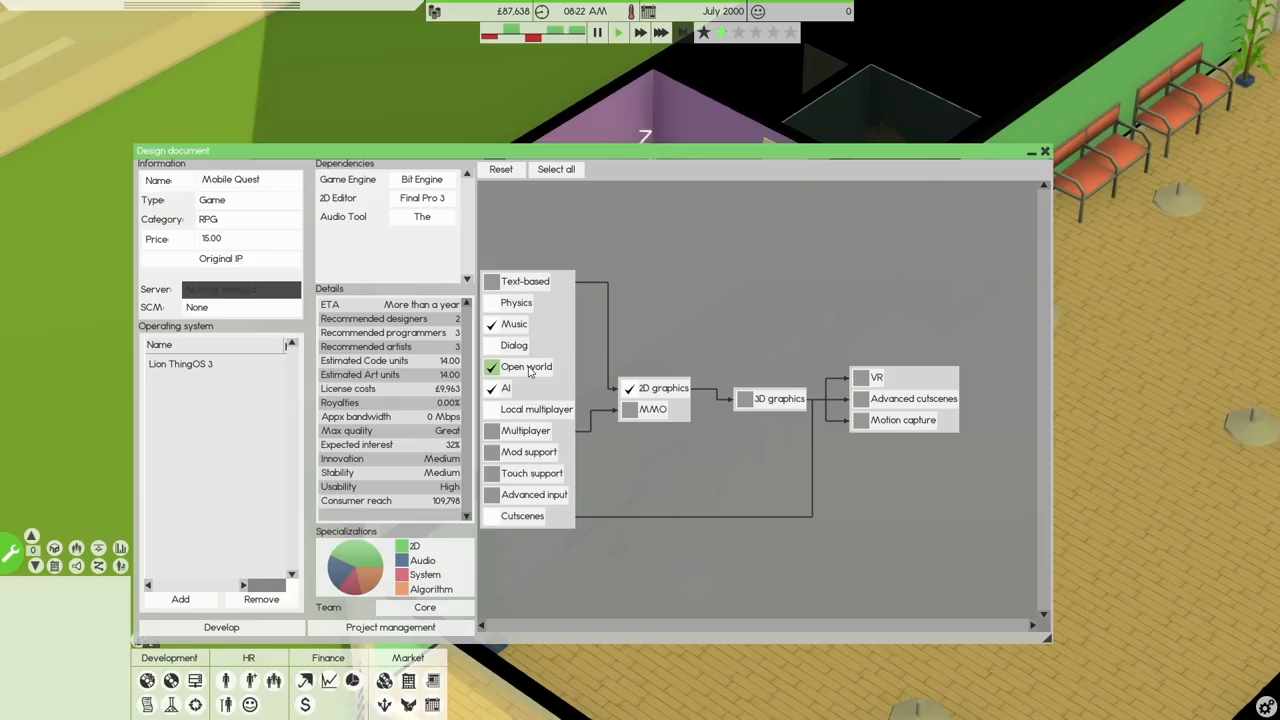 £87,638
08:22 AM
July 2000
0
Z
Design document
Information
Name: Mobile Quest
Type: Game
Category: RPG
Price: 15.00
Original IP
Server:
SCM: None
Operating system
Name
Lion ThingOS 3
Add
Remove
Develop
Dependencies
Game Engine Bit Engine
2D Editor Final Pro 3
Audio Tool The
Details
ETA More than a year
Recommended designers 2
Recommended programmers 3
Recommended artists 3
Estimated Code units 14.00
Estimated Art units 14.00
License costs £9,963
Royalties 0.00%
Appx bandwidth 0 Mbps
Max quality Great
Expected interest 32%
Innovation Medium
Stability Medium
Usability High
Consumer reach 109,798
Specializations
2D
Audio
System
Algorithm
Team: Core
Project management
Reset
Select all
Text-based
Physics
Music
Dialog
Open world
AI
Local multiplayer
Multiplayer
Mod support
Touch support
Advanced input
Cutscenes
2D graphics
MMO
3D graphics
VR
Advanced cutscenes
Motion capture
0
Development
HR
Finance
Market
$